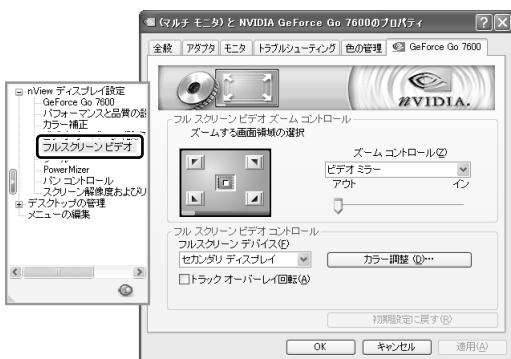 (マルチ モニタ) と NVIDIA GeForce Go 7600のプロパティ
全般 アダプタ モニタ トラブルシューティング 色の管理 GeForce Go 7600
nView ディスプレイ設定
GeForce Go 7600
パフォーマンスと品質の
カラー補正
フルスクリーン ビデオ
PowerMizer
パン コントロール
スクリーン解像度および
デスクトップの管理
メニューの編集
NVIDIA.
フル スクリーン ビデオ ズーム コントロール
ズームする画面領域の選択
ズーム コントロール(Z)
ビデオ ミラー
アウト イン
フル スクリーン ビデオ コントロール
フルスクリーン デバイス(F)
セカンダリ ディスプレイ カラー調整 (D)...
トラック オーバーレイ回転(A)
初期設定に戻す(R)
OK キャンセル 適用(A)